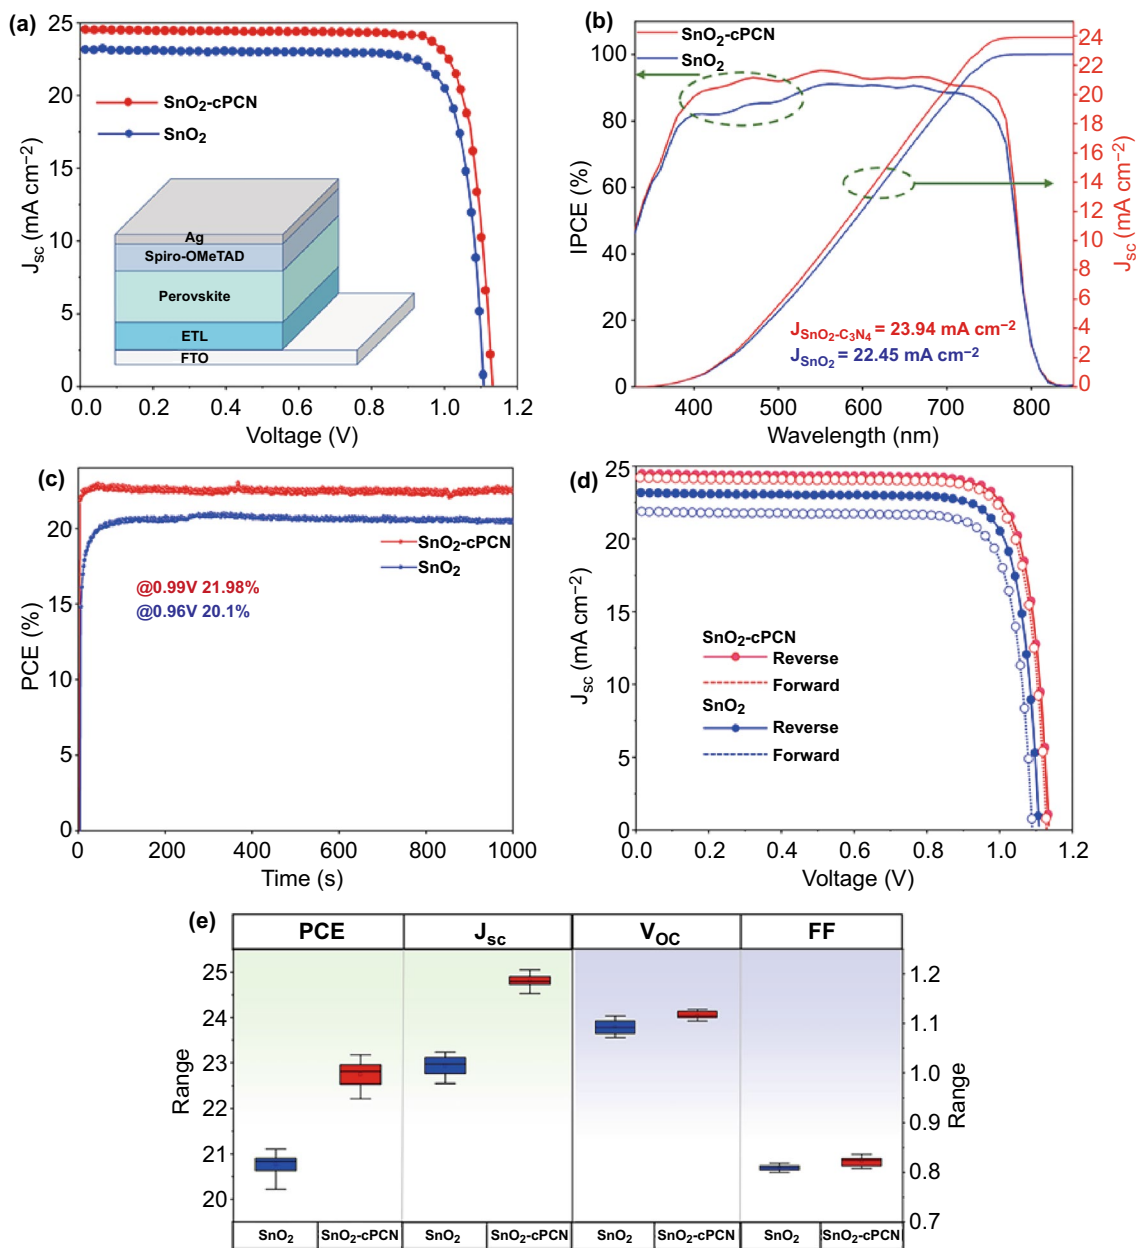 (a)
25
20
15
10
5
0
J_sc (mA cm⁻²)
SnO₂-cPCN
SnO₂
Ag
Spiro-OMeTAD
Perovskite
ETL
FTO
0.0 0.2 0.4 0.6 0.8 1.0 1.2
Voltage (V)
(b)
SnO₂-cPCN
SnO₂
100
80
60
40
20
0
IPCE (%)
24
22
20
18
16
14
12
10
8
6
4
2
0
J_sc (mA cm⁻²)
J_SnO₂-C₃N₄ = 23.94 mA cm⁻²
J_SnO₂ = 22.45 mA cm⁻²
400 500 600 700 800
Wavelength (nm)
(c)
20
15
10
5
0
PCE (%)
SnO₂-cPCN
SnO₂
@0.99V 21.98%
@0.96V 20.1%
0 200 400 600 800 1000
Time (s)
(d)
25
20
15
10
5
0
J_sc (mA cm⁻²)
SnO₂-cPCN
Reverse
Forward
SnO₂
Reverse
Forward
0.0 0.2 0.4 0.6 0.8 1.0 1.2
Voltage (V)
(e)
PCE J_sc V_OC FF
25
24
23
22
21
20
Range
1.2
1.1
1.0
0.9
0.8
0.7
Range
SnO₂ SnO₂-cPCN SnO₂ SnO₂-cPCN SnO₂ SnO₂-cPCN SnO₂ SnO₂-cPCN